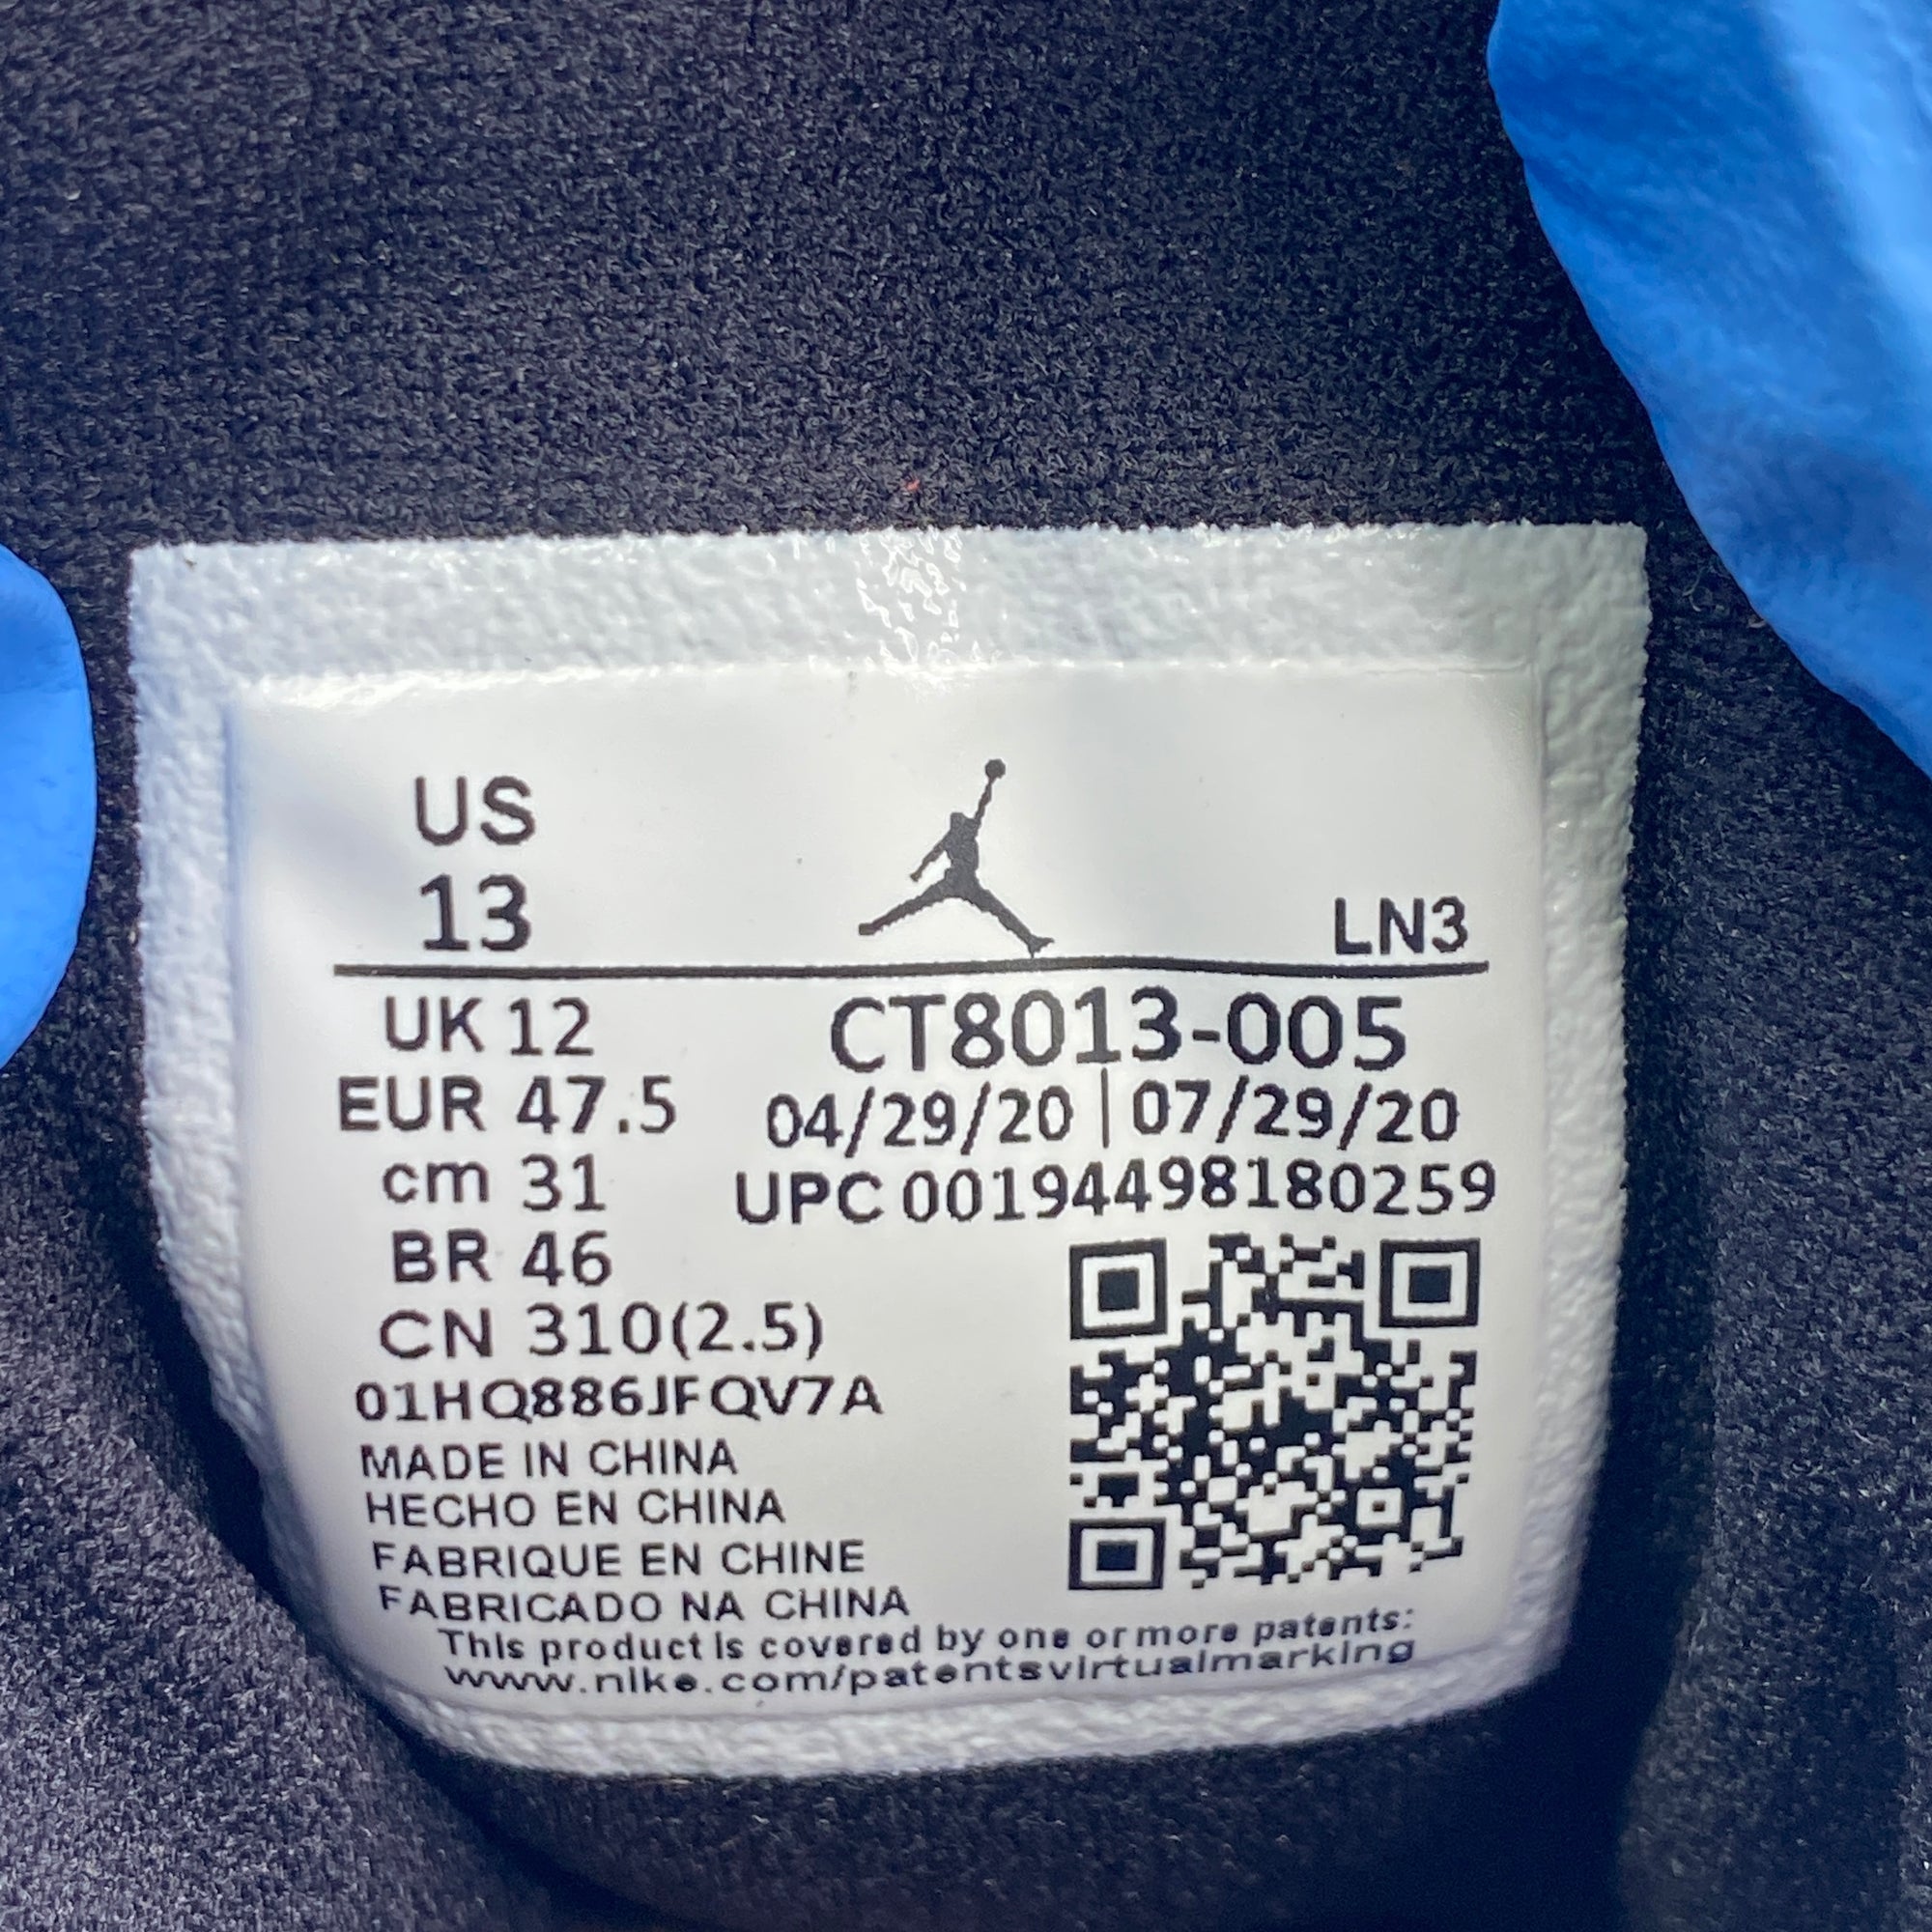 US
13
LN3
UK 12
CT8013-005
EUR 47.5
04/29/20 | 07/29/20
cm 31
UPC 00194498180259
BR 46
CN 310(2.5)
01HQ886JFQV7A
MADE IN CHINA
HECHO EN CHINA
FABRIQUE EN CHINE
FABRICADO NA CHINA
This product is covered by one or more patents:
www.nike.com/patentsvirtualmarking